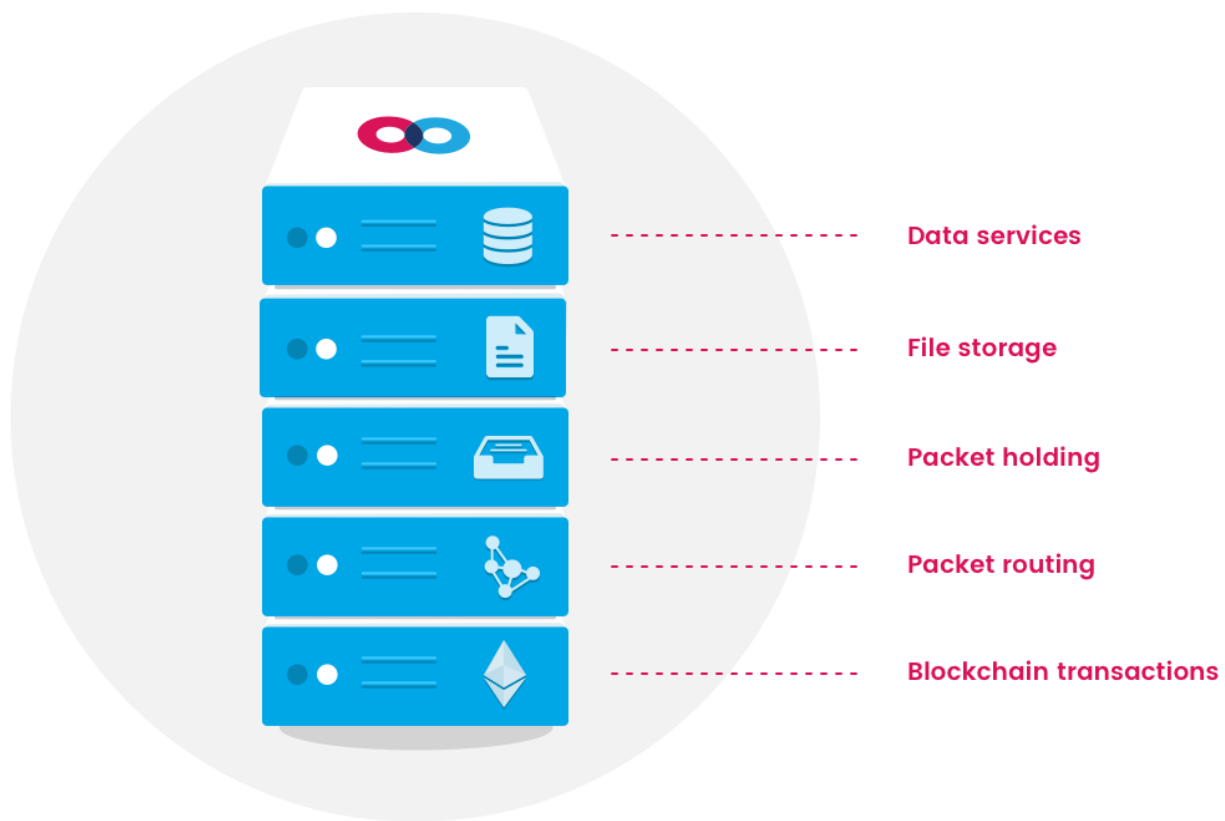 Data services
File storage
Packet holding
Packet routing
Blockchain transactions